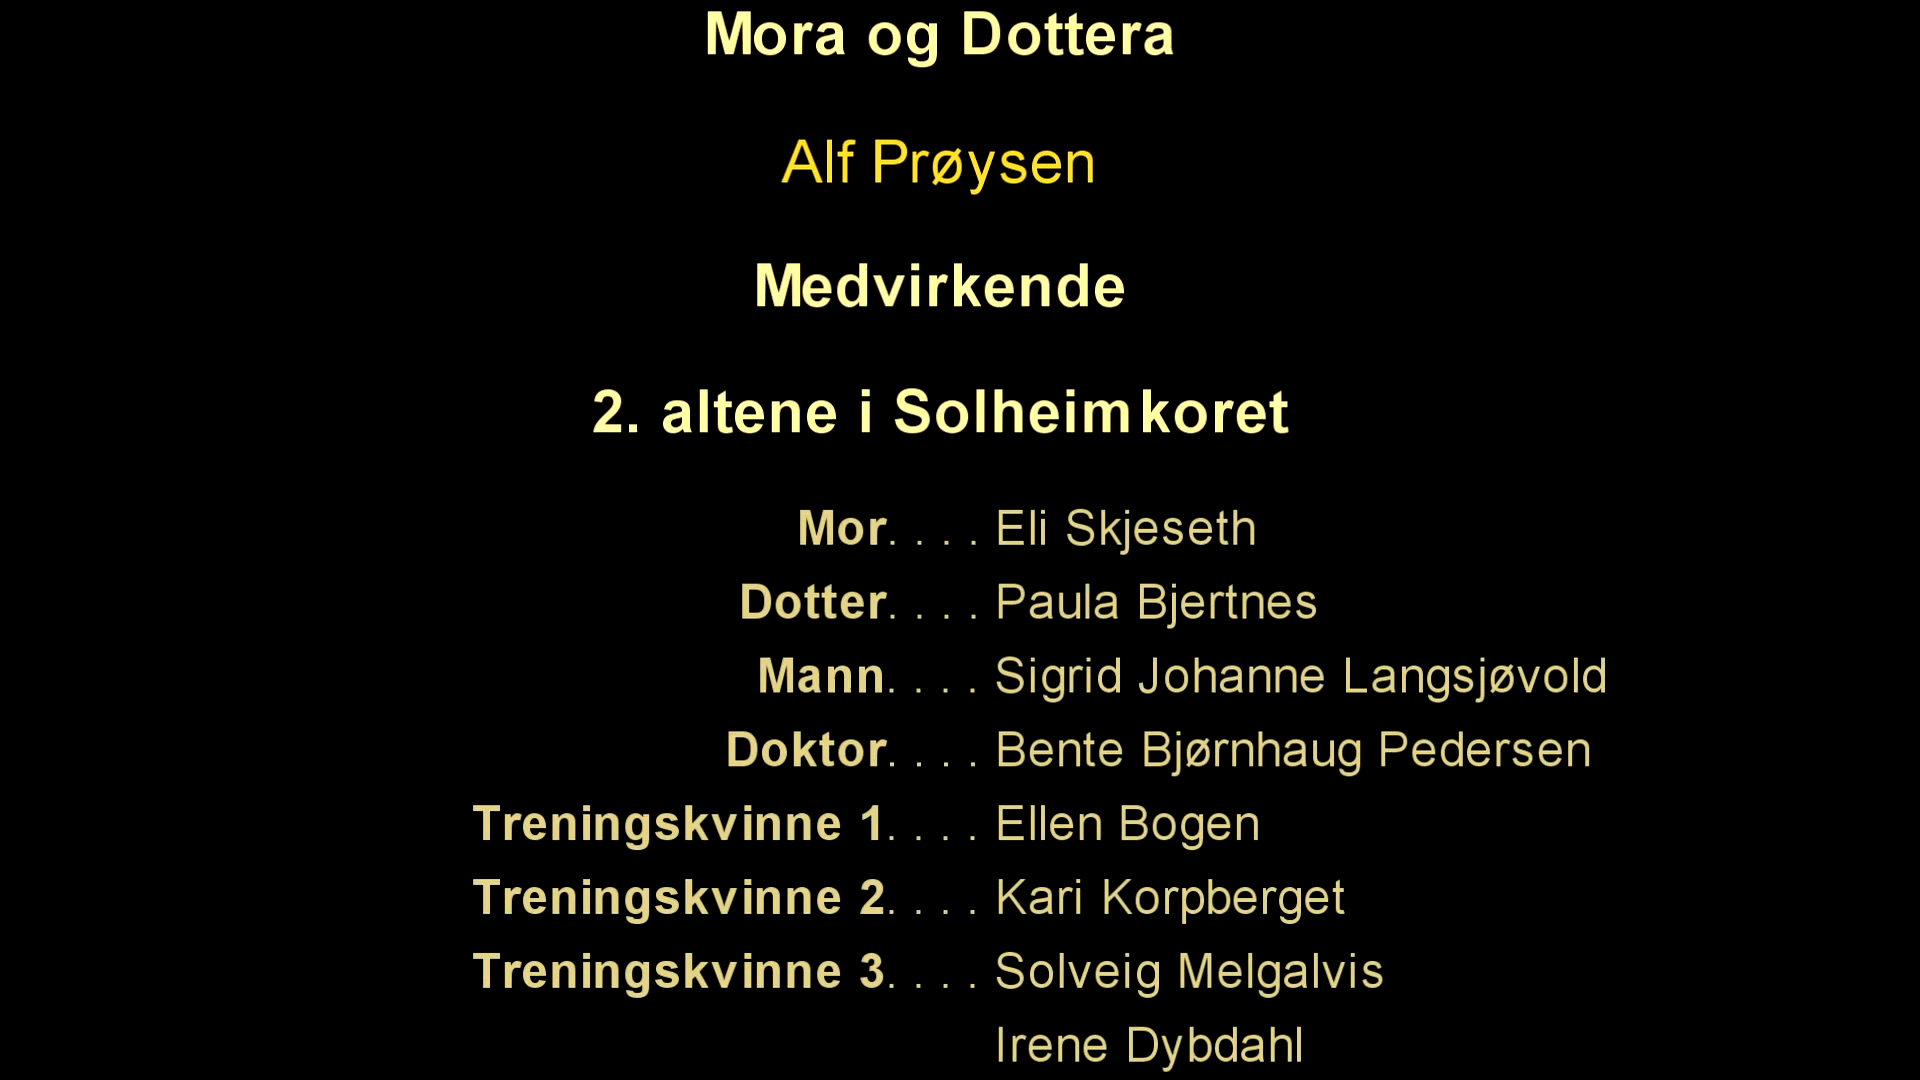 Mora og Dottera
Alf Prøysen
Medvirkende
2. altene i Solheimkoret
Mor. . . . Eli Skjeseth
Dotter. . . . Paula Bjertnes
Mann. . . . Sigrid Johanne Langsjøvold
Doktor. . . . Bente Bjørnhaug Pedersen
Treningskvinne 1. . . . Ellen Bogen
Treningskvinne 2. . . . Kari Korpberget
Treningskvinne 3. . . . Solveig Melgalvis
Irene Dybdahl